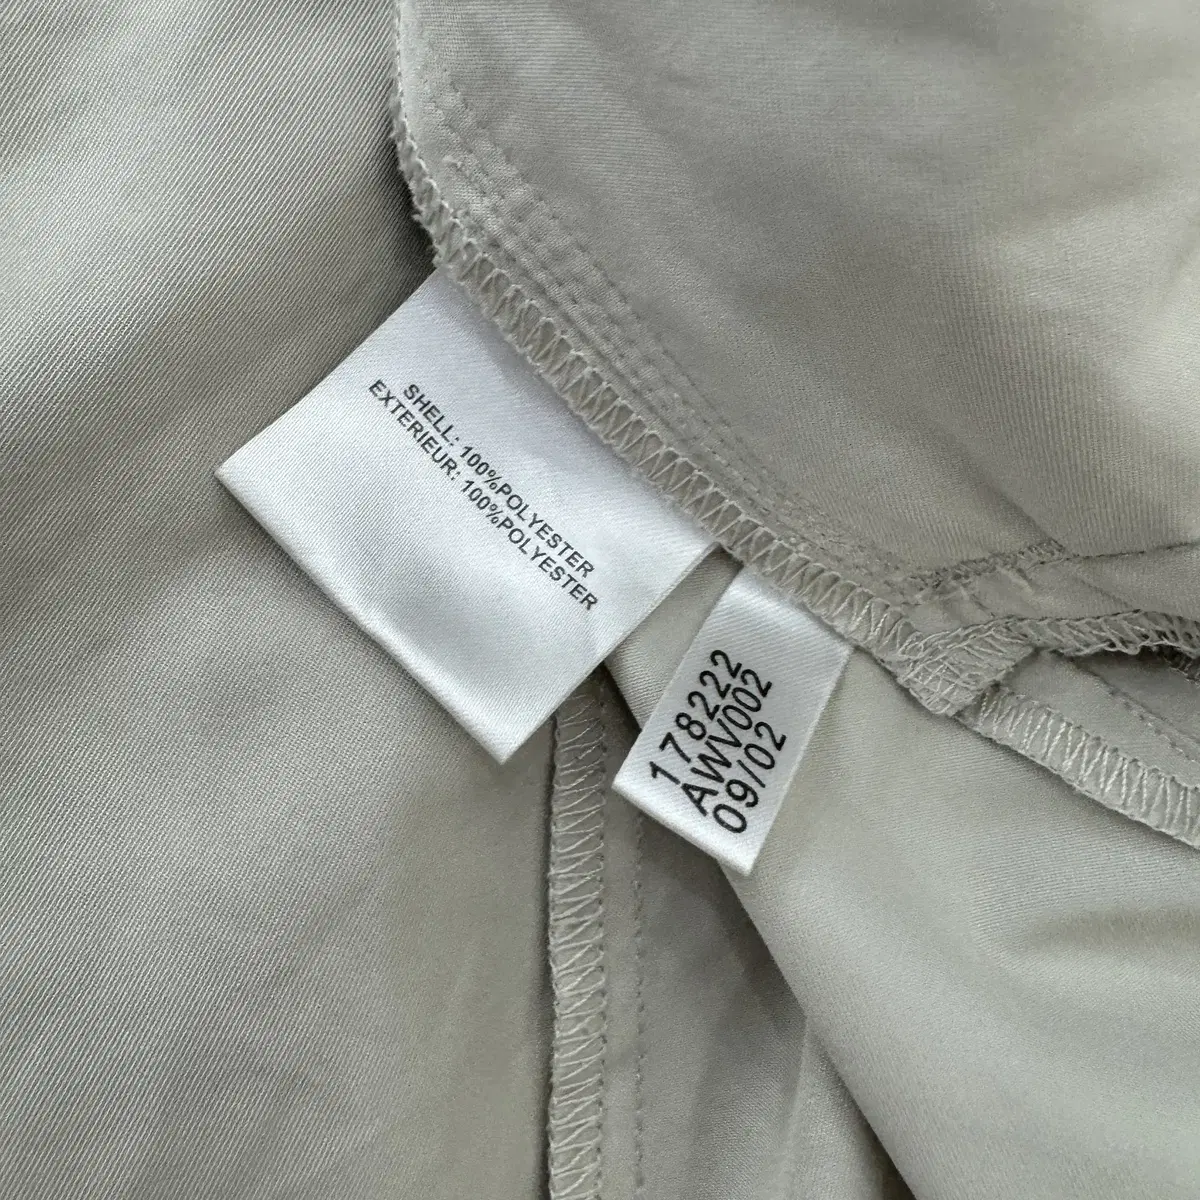 SHELL: 100%POLYESTER
EXTERIEUR: 100%POLYESTER
178222
AWV002
09/02